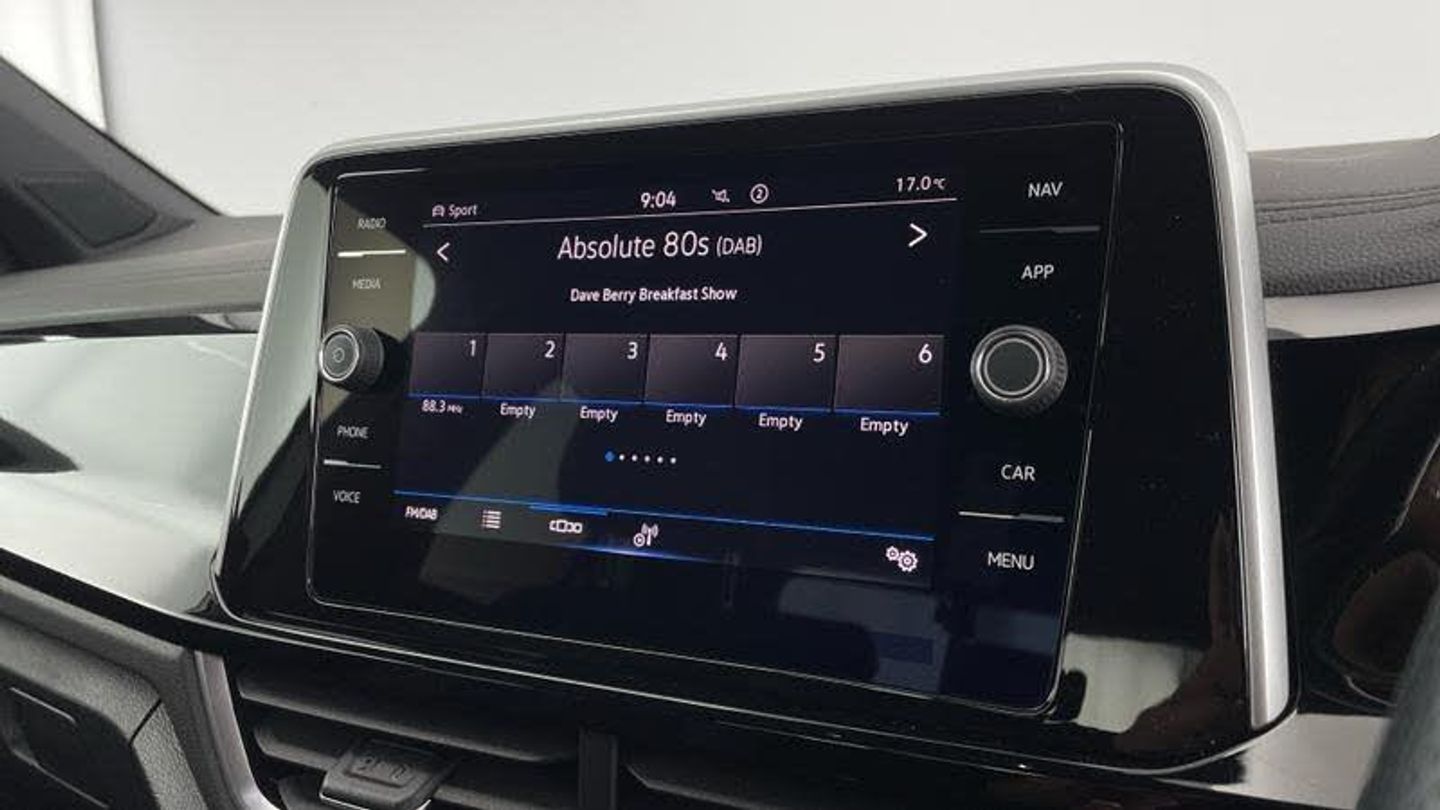 RADIO
MEDIA
PHONE
VOICE
Sport 9:04 2 17.0°C
< Absolute 80s (DAB) >
Dave Berry Breakfast Show
1 2 3 4 5 6
88.3 MHz Empty Empty Empty Empty Empty
FM/DAB
NAV
APP
CAR
MENU